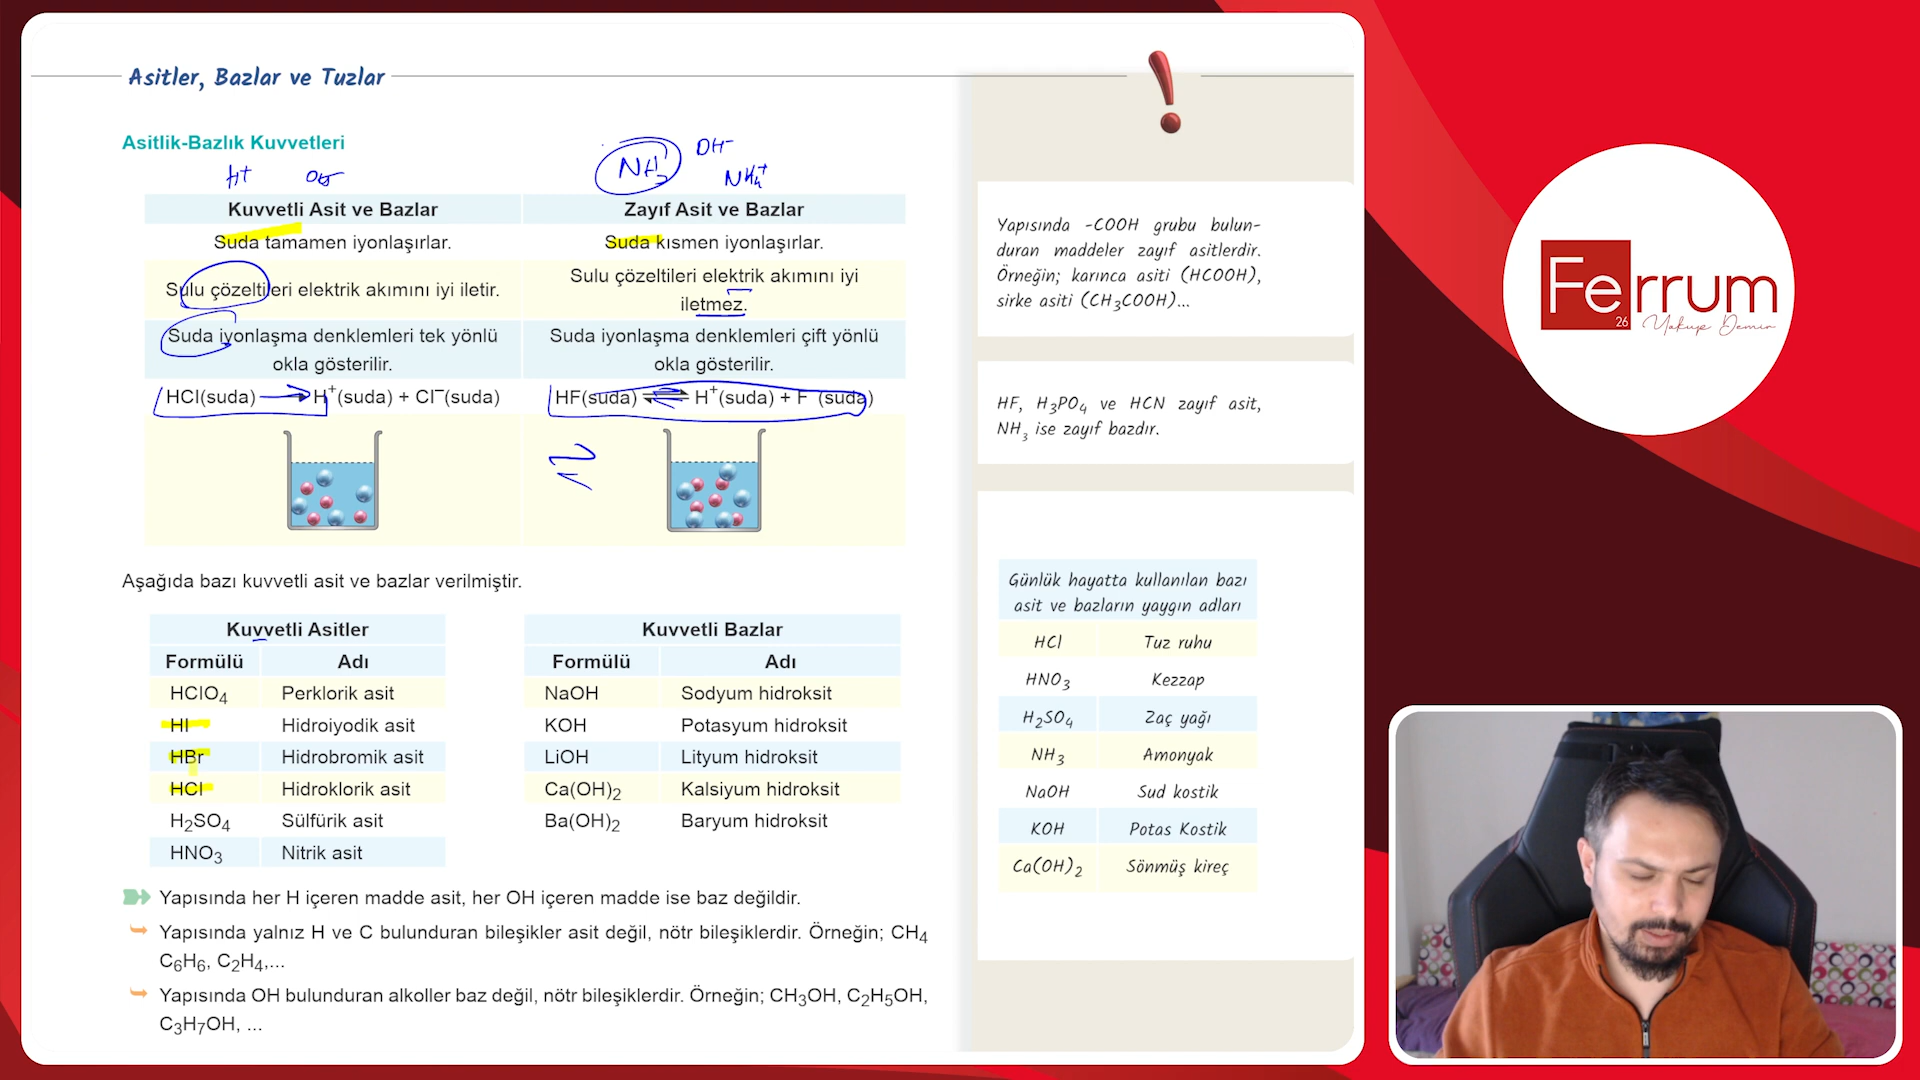 Asitler, Bazlar ve Tuzlar
Asitlik-Bazlık Kuvvetleri
H⁺ OH⁻
NH₃ OH⁻
NH₄⁺
Kuvvetli Asit ve Bazlar
Zayıf Asit ve Bazlar
Suda tamamen iyonlaşırlar.
Suda kısmen iyonlaşırlar.
Sulu çözeltileri elektrik akımını iyi iletir.
Sulu çözeltileri elektrik akımını iyi
iletmez.
Suda iyonlaşma denklemleri tek yönlü
okla gösterilir.
Suda iyonlaşma denklemleri çift yönlü
okla gösterilir.
HCl(suda) → H⁺(suda) + Cl⁻(suda)
HF(suda) ⇌ H⁺(suda) + F⁻(suda)
Aşağıda bazı kuvvetli asit ve bazlar verilmiştir.
Kuvvetli Asitler
Formülü Adı
HClO₄ Perklorik asit
HI Hidroiyodik asit
HBr Hidrobromik asit
HCl Hidroklorik asit
H₂SO₄ Sülfürik asit
HNO₃ Nitrik asit
Kuvvetli Bazlar
Formülü Adı
NaOH Sodyum hidroksit
KOH Potasyum hidroksit
LiOH Lityum hidroksit
Ca(OH)₂ Kalsiyum hidroksit
Ba(OH)₂ Baryum hidroksit
Yapısında her H içeren madde asit, her OH içeren madde ise baz değildir.
Yapısında yalnız H ve C bulunduran bileşikler asit değil, nötr bileşiklerdir. Örneğin; CH₄
C₆H₆, C₂H₄,...
Yapısında OH bulunduran alkoller baz değil, nötr bileşiklerdir. Örneğin; CH₃OH, C₂H₅OH,
C₃H₇OH, ...
Yapısında -COOH grubu bulun-
duran maddeler zayıf asitlerdir.
Örneğin; karınca asiti (HCOOH),
sirke asiti (CH₃COOH)...
HF, H₃PO₄ ve HCN zayıf asit,
NH₃ ise zayıf bazdır.
Günlük hayatta kullanılan bazı
asit ve bazların yaygın adları
HCl Tuz ruhu
HNO₃ Kezzap
H₂SO₄ Zaç yağı
NH₃ Amonyak
NaOH Sud kostik
KOH Potas Kostik
Ca(OH)₂ Sönmüş kireç
Ferrum
26
Yakup Demir